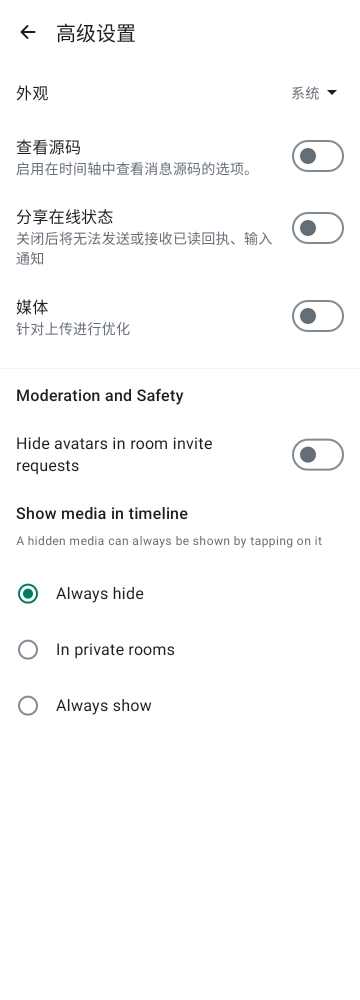 高级设置
外观
系统
查看源码
启用在时间轴中查看消息源码的选项。
分享在线状态
关闭后将无法发送或接收已读回执、输入
通知
媒体
针对上传进行优化
Moderation and Safety
Hide avatars in room invite
requests
Show media in timeline
A hidden media can always be shown by tapping on it
Always hide
In private rooms
Always show